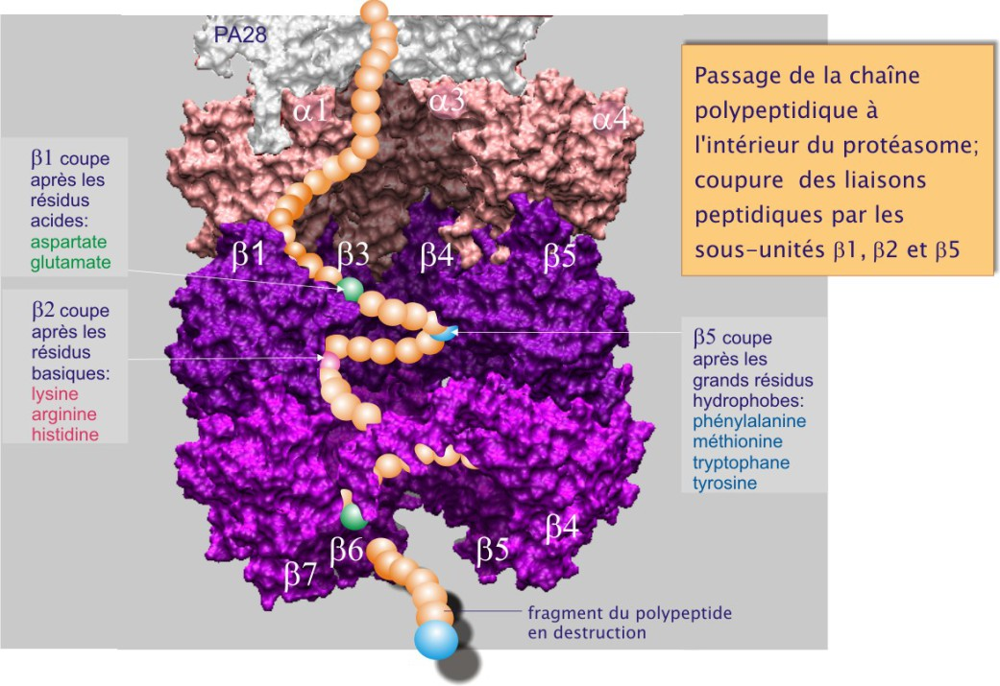 PA28
α1
α3
α4
Passage de la chaîne
polypeptidique à
l'intérieur du protéasome;
coupure des liaisons
peptidiques par les
sous-unités β1, β2 et β5
β1 coupe
après les
résidus
acides:
aspartate
glutamate
β1
β3
β4
β5
β2 coupe
après les
résidus
basiques:
lysine
arginine
histidine
β5 coupe
après les
grands résidus
hydrophobes:
phénylalanine
méthionine
tryptophane
tyrosine
β4
β6
β5
β7
fragment du polypeptide
en destruction